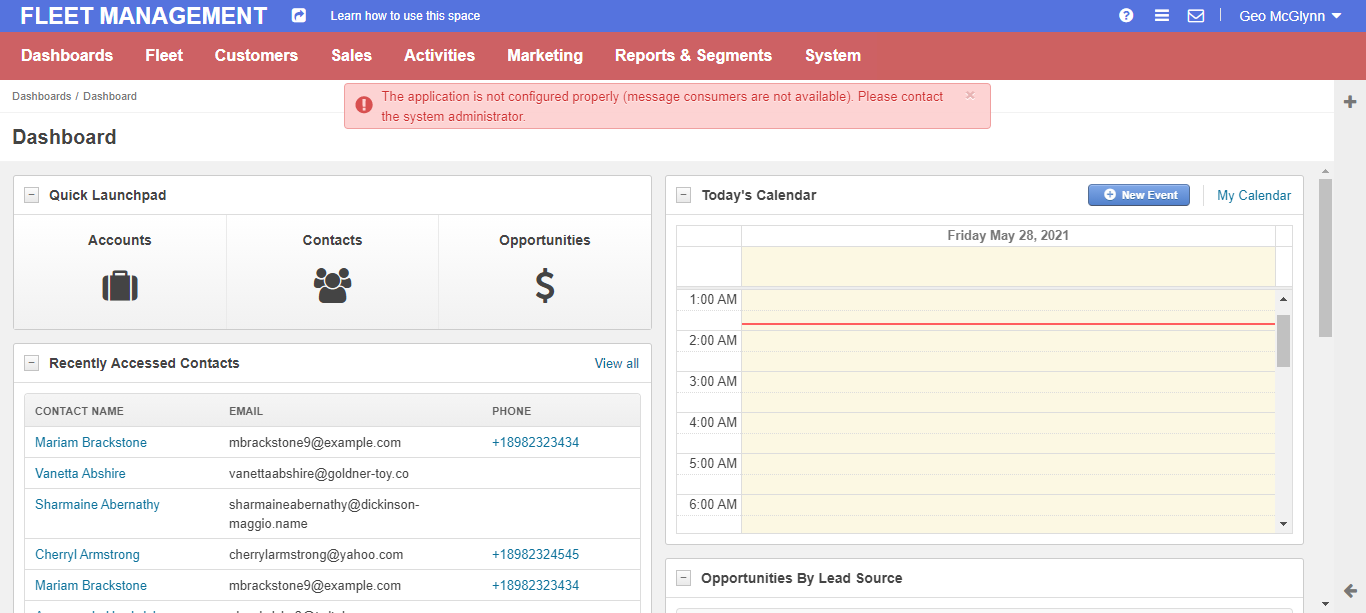 FLEET MANAGEMENT
Learn how to use this space
Geo McGlynn
Dashboards Fleet Customers Sales Activities Marketing Reports & Segments System
Dashboards / Dashboard
The application is not configured properly (message consumers are not available). Please contact
the system administrator.
×
Dashboard
Quick Launchpad
Accounts Contacts Opportunities
Recently Accessed Contacts View all
CONTACT NAME EMAIL PHONE
Mariam Brackstone mbrackstone9@example.com +18982323434
Vanetta Abshire vanettaabshire@goldner-toy.co
Sharmaine Abernathy sharmaineabernathy@dickinson-
maggio.name
Cherryl Armstrong cherrylarmstrong@yahoo.com +18982324545
Mariam Brackstone mbrackstone9@example.com +18982323434
Today's Calendar New Event My Calendar
Friday May 28, 2021
1:00 AM
2:00 AM
3:00 AM
4:00 AM
5:00 AM
6:00 AM
Opportunities By Lead Source